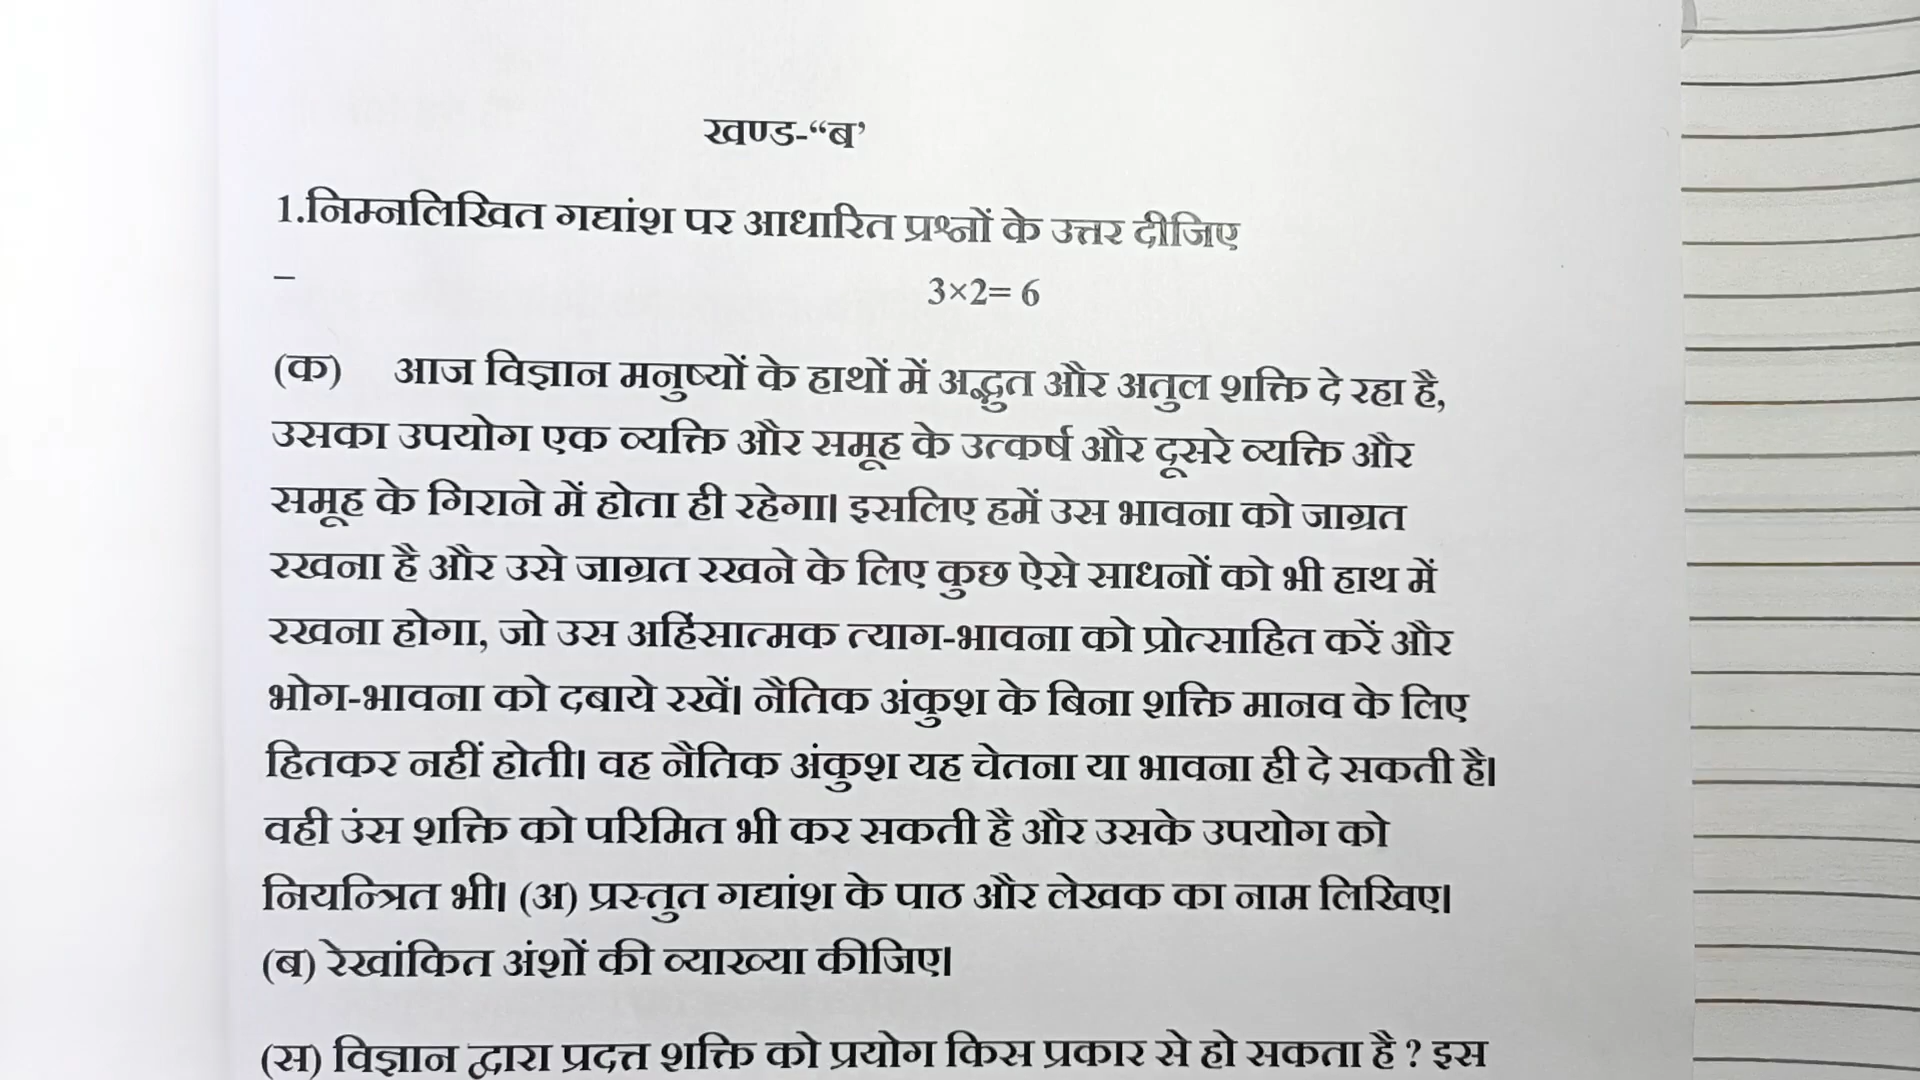 खण्ड-“ब’
1.निम्नलिखित गद्यांश पर आधारित प्रश्नों के उत्तर दीजिए
– 3×2= 6
(क) आज विज्ञान मनुष्यों के हाथों में अद्भुत और अतुल शक्ति दे रहा है,
उसका उपयोग एक व्यक्ति और समूह के उत्कर्ष और दूसरे व्यक्ति और
समूह के गिराने में होता ही रहेगा। इसलिए हमें उस भावना को जाग्रत
रखना है और उसे जाग्रत रखने के लिए कुछ ऐसे साधनों को भी हाथ में
रखना होगा, जो उस अहिंसात्मक त्याग-भावना को प्रोत्साहित करें और
भोग-भावना को दबाये रखें। नैतिक अंकुश के बिना शक्ति मानव के लिए
हितकर नहीं होती। वह नैतिक अंकुश यह चेतना या भावना ही दे सकती है।
वही उंस शक्ति को परिमित भी कर सकती है और उसके उपयोग को
नियन्त्रित भी। (अ) प्रस्तुत गद्यांश के पाठ और लेखक का नाम लिखिए।
(ब) रेखांकित अंशों की व्याख्या कीजिए।
(स) विज्ञान द्वारा प्रदत्त शक्ति को प्रयोग किस प्रकार से हो सकता है ? इस